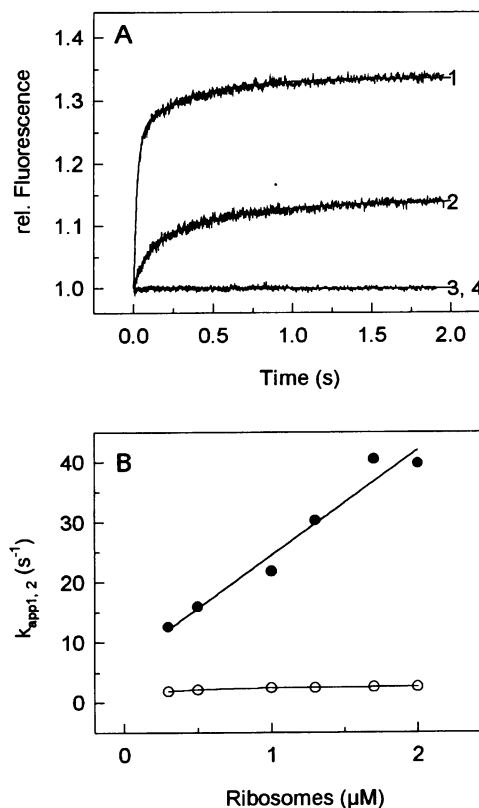 A
1.4
1.3
1.2
1.1
1.0
rel. Fluorescence
1
2
3, 4
0.0 0.5 1.0 1.5 2.0
Time (s)
B
40
30
20
10
0
k_app1, 2 (s⁻¹)
0 1 2
Ribosomes (µM)